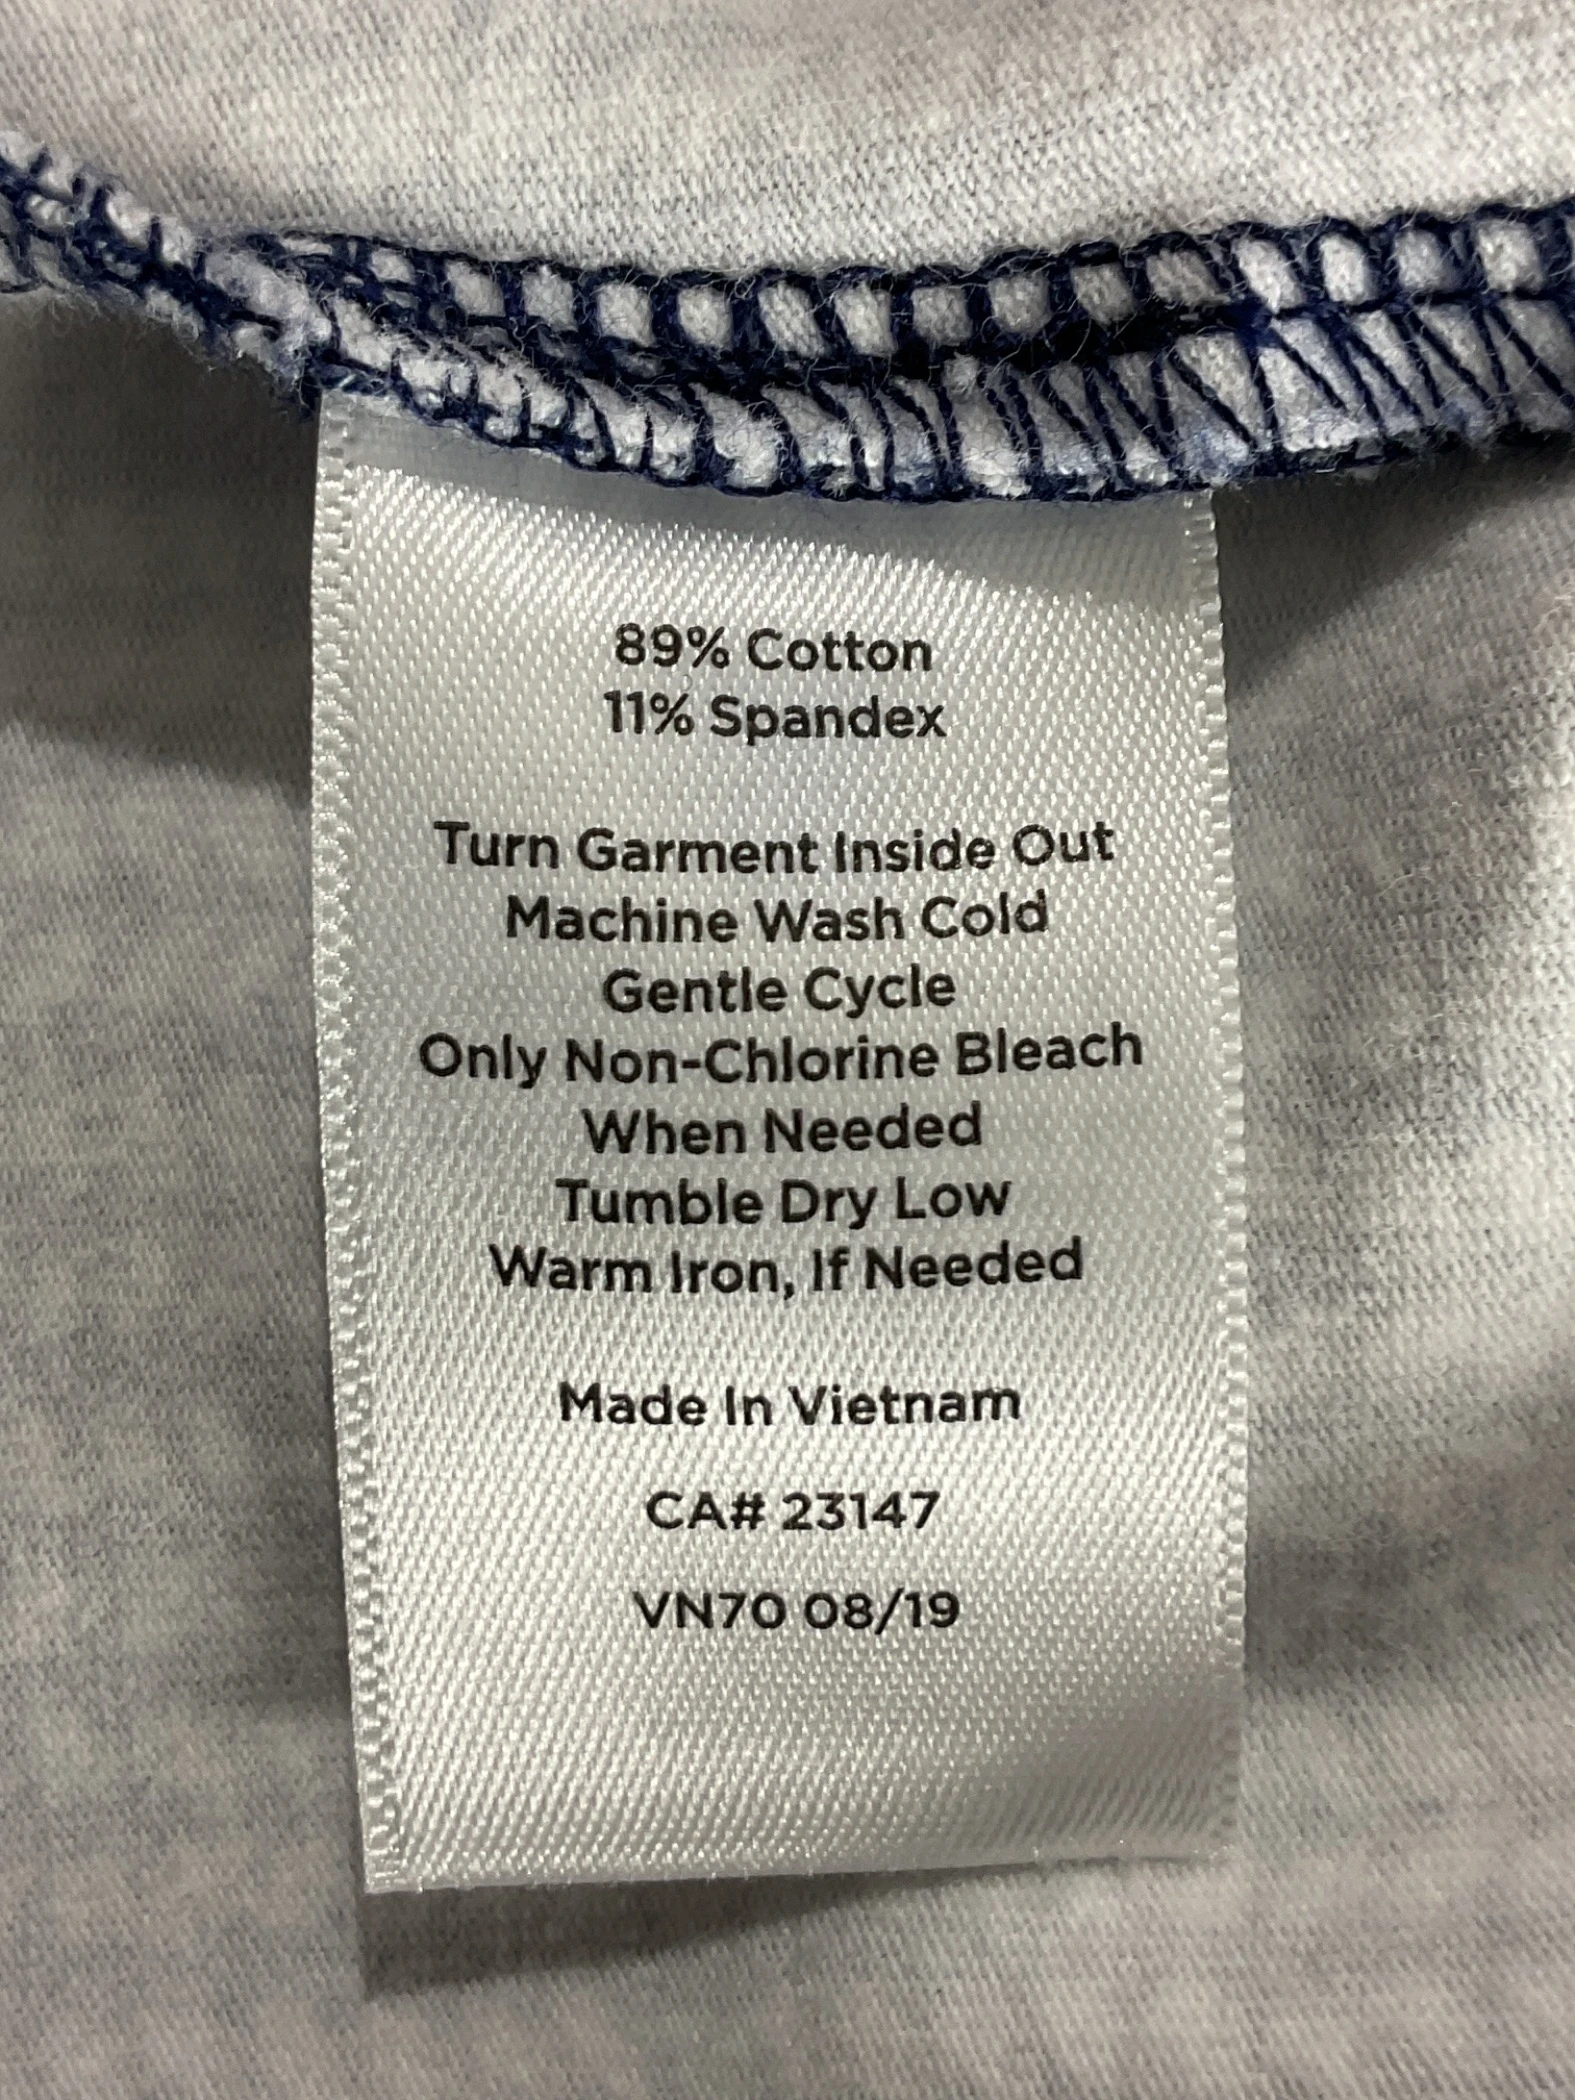 89% Cotton
11% Spandex
Turn Garment Inside Out
Machine Wash Cold
Gentle Cycle
Only Non-Chlorine Bleach
When Needed
Tumble Dry Low
Warm Iron, If Needed
Made In Vietnam
CA# 23147
VN70 08/19